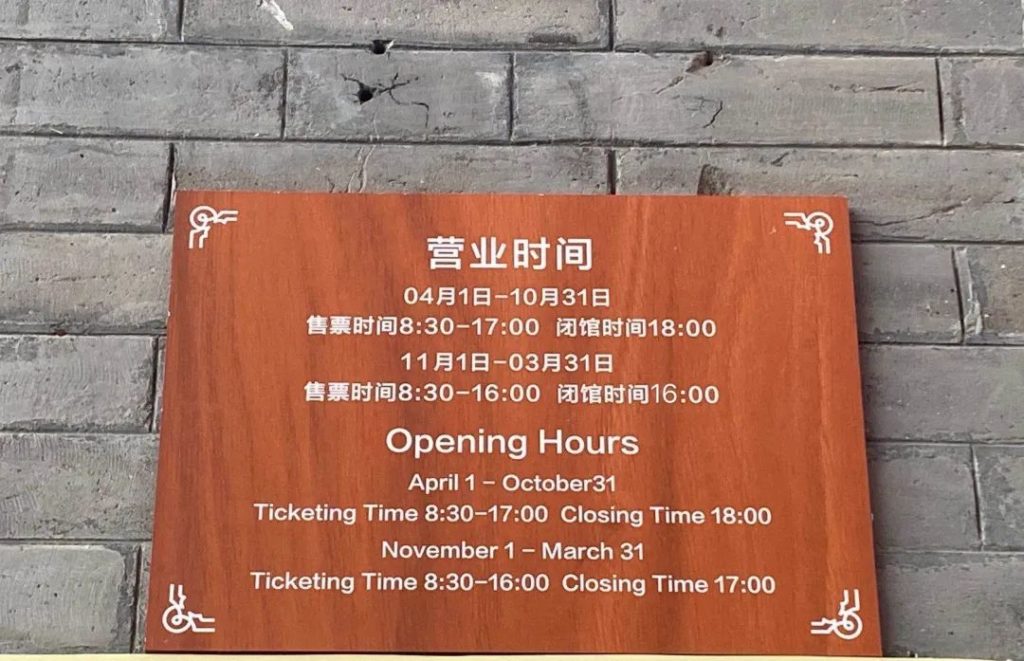 营业时间
04月1日-10月31日
售票时间8:30-17:00 闭馆时间18:00
11月1日-03月31日
售票时间8:30-16:00 闭馆时间16:00
Opening Hours
April 1 - October31
Ticketing Time 8:30-17:00 Closing Time 18:00
November 1 - March 31
Ticketing Time 8:30-16:00 Closing Time 17:00